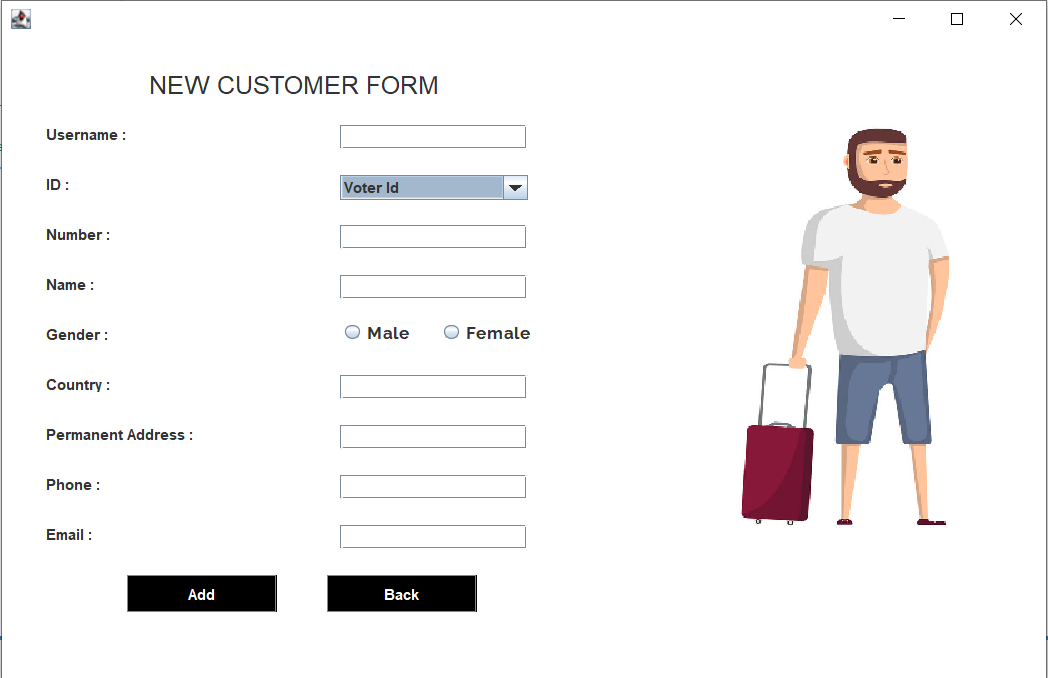 NEW CUSTOMER FORM
Username :
ID : Voter Id
Number :
Name :
Gender : Male Female
Country :
Permanent Address :
Phone :
Email :
Add Back